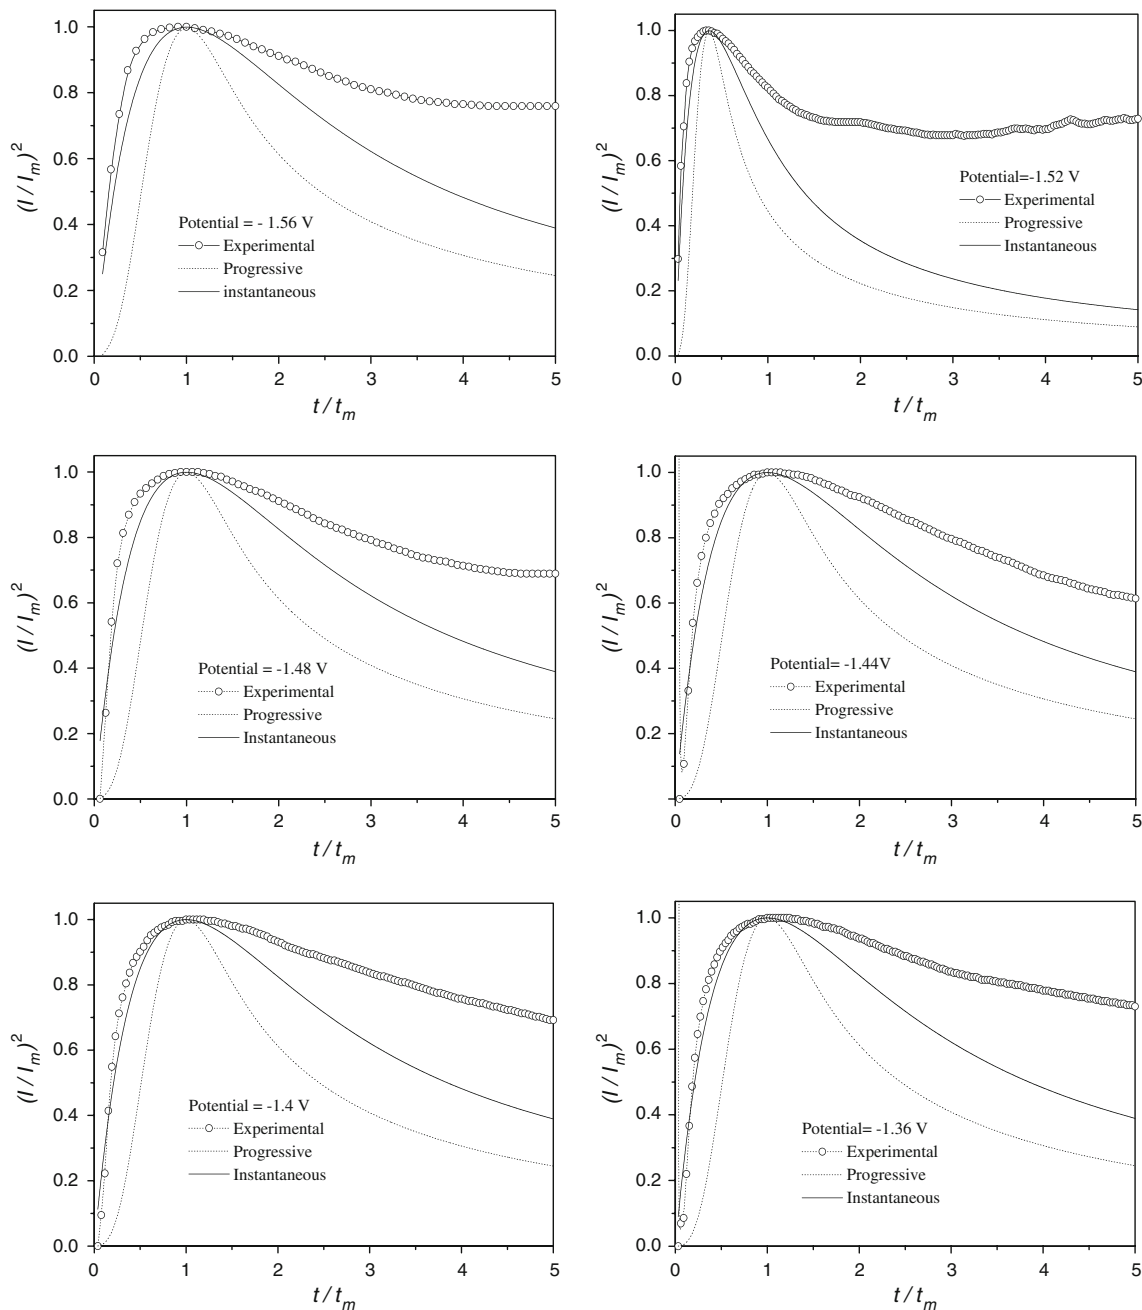 1.0
0.8
0.6
0.4
0.2
0.0
(I / I_m)^2
Potential = - 1.56 V
Experimental
Progressive
instantaneous
0 1 2 3 4 5
t / t_m
1.0
0.8
0.6
0.4
0.2
0.0
(I / I_m)^2
Potential=-1.52 V
Experimental
Progressive
Instantaneous
0 1 2 3 4 5
t / t_m
1.0
0.8
0.6
0.4
0.2
0.0
(I / I_m)^2
Potential = -1.48 V
Experimental
Progressive
Instantaneous
0 1 2 3 4 5
t / t_m
1.0
0.8
0.6
0.4
0.2
0.0
(I / I_m)^2
Potential= -1.44V
Experimental
Progressive
Instantaneous
0 1 2 3 4 5
t / t_m
1.0
0.8
0.6
0.4
0.2
0.0
(I / I_m)^2
Potential = -1.4 V
Experimental
Progressive
Instantaneous
0 1 2 3 4 5
t / t_m
1.0
0.8
0.6
0.4
0.2
0.0
(I / I_m)^2
Potential= -1.36 V
Experimental
Progressive
Instantaneous
0 1 2 3 4 5
t / t_m